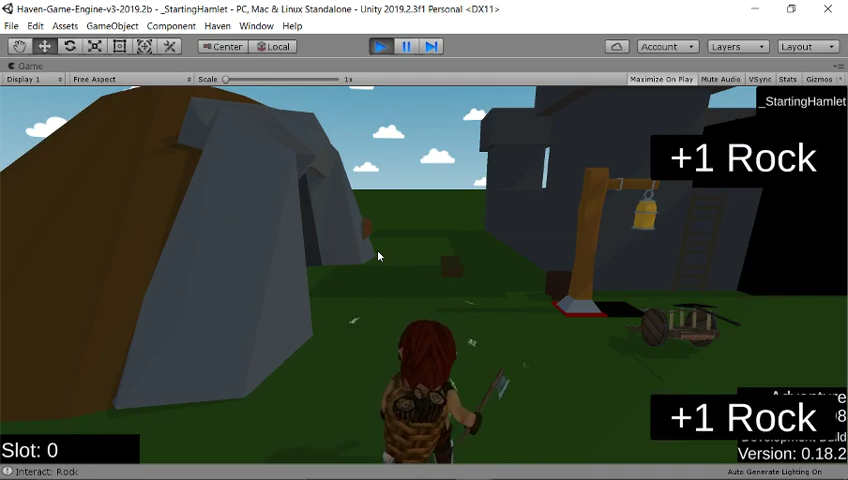 Haven-Game-Engine-v3-2019.2b - _StartingHamlet - PC, Mac & Linux Standalone - Unity 2019.2.3f1 Personal <DX11>
File Edit Assets GameObject Component Haven Window Help
Center Local Account Layers Layout
Game
Display 1 Free Aspect Scale 1x Maximize On Play Mute Audio VSync Stats Gizmos
_StartingHamlet
+1 Rock
+1 Rock
Slot: 0
Version: 0.18.2
Interact: Rock
Auto Generate Lighting On